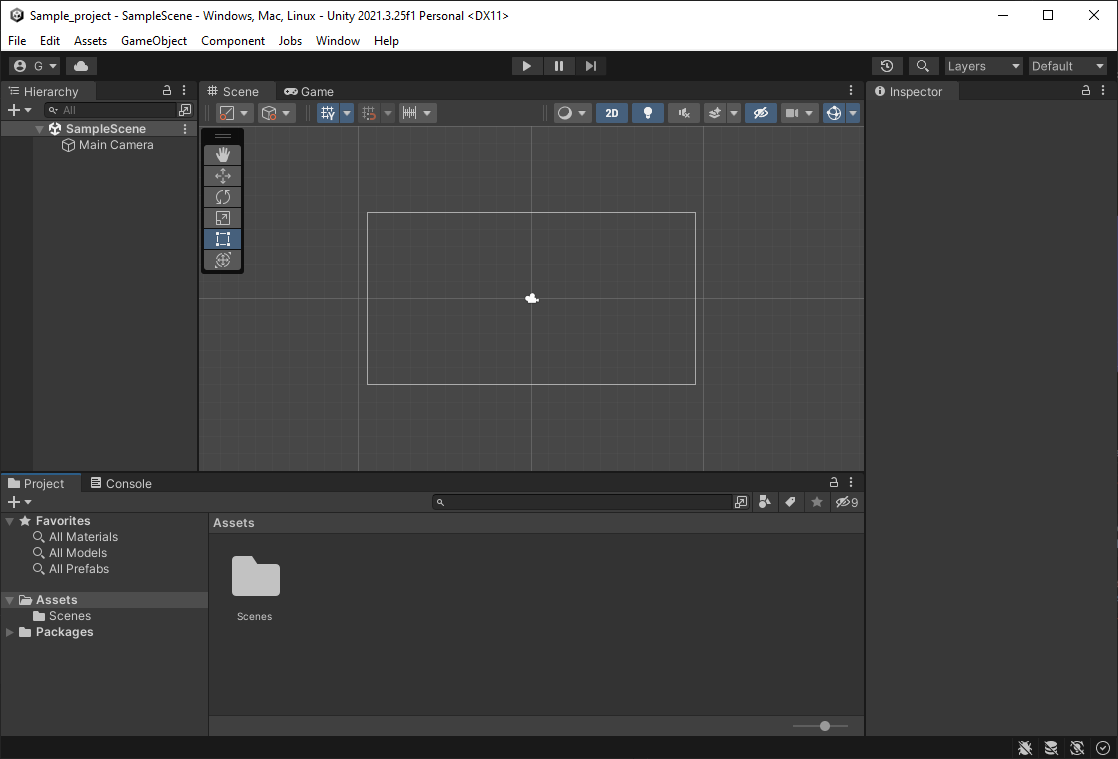 Sample_project - SampleScene - Windows, Mac, Linux - Unity 2021.3.25f1 Personal <DX11>
File Edit Assets GameObject Component Jobs Window Help
G Layers Default
Hierarchy Scene Game Inspector
All 2D
SampleScene
Main Camera
Project Console
9
Favorites Assets
All Materials
All Models
All Prefabs
Assets
Scenes Scenes
Packages